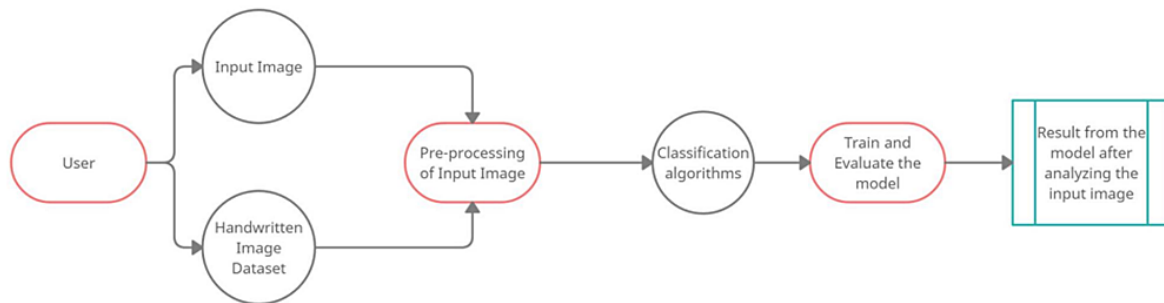 Input Image
User
Handwritten
Image
Dataset
Pre-processing
of Input Image
Classification
algorithms
Train and
Evaluate the
model
Result from the
model after
analyzing the
input image